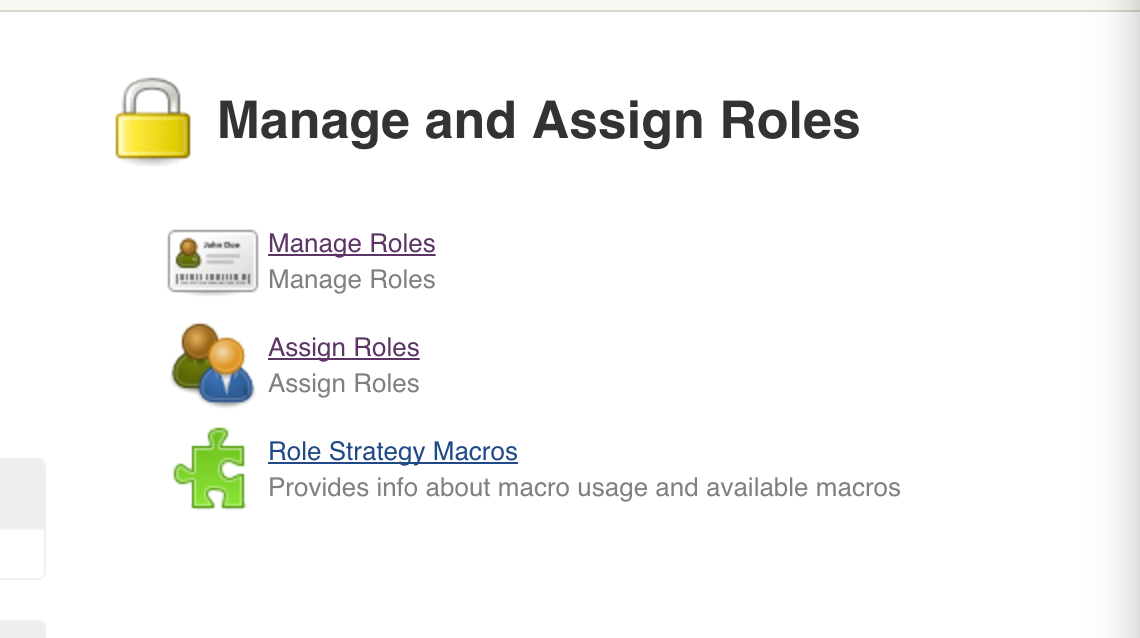 Manage and Assign Roles
John Doe
Manage Roles
Manage Roles
Assign Roles
Assign Roles
Role Strategy Macros
Provides info about macro usage and available macros